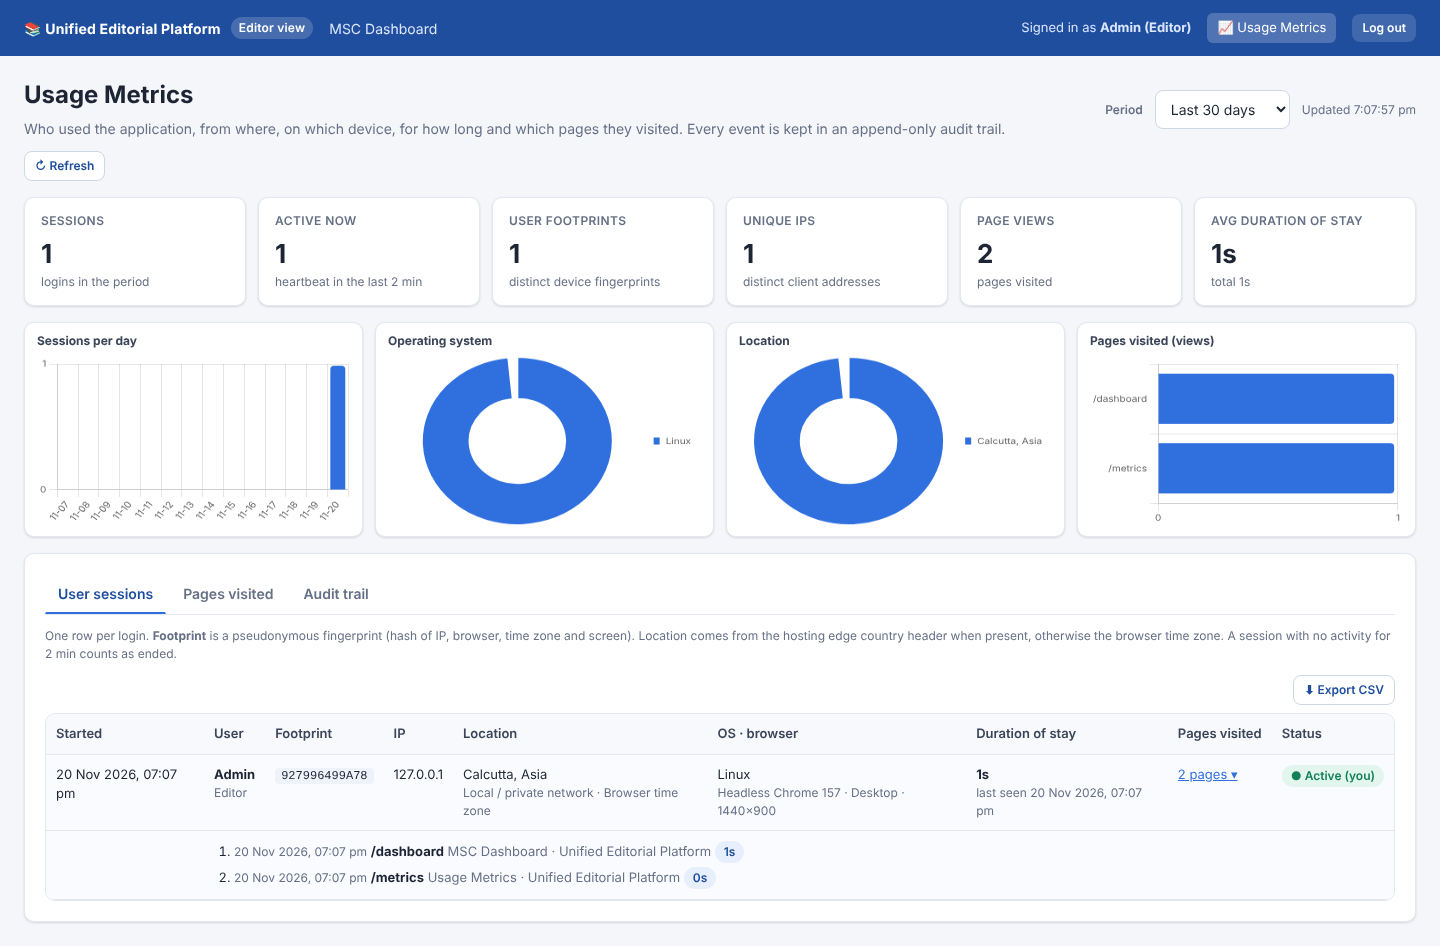 📚 Unified Editorial Platform Editor view MSC Dashboard Signed in as Admin (Editor) 📈 Usage Metrics Log out
Usage Metrics
Who used the application, from where, on which device, for how long and which pages they visited. Every event is kept in an append-only audit trail.
Period Last 30 days Updated 7:07:57 pm
↻ Refresh
SESSIONS
1
logins in the period
ACTIVE NOW
1
heartbeat in the last 2 min
USER FOOTPRINTS
1
distinct device fingerprints
UNIQUE IPS
1
distinct client addresses
PAGE VIEWS
2
pages visited
AVG DURATION OF STAY
1s
total 1s
Sessions per day
1
0
11-07 11-08 11-09 11-10 11-11 11-12 11-13 11-14 11-15 11-16 11-17 11-18 11-19 11-20
Operating system
Linux
Location
Calcutta, Asia
Pages visited (views)
/dashboard
/metrics
0 1
User sessions Pages visited Audit trail
One row per login. Footprint is a pseudonymous fingerprint (hash of IP, browser, time zone and screen). Location comes from the hosting edge country header when present, otherwise the browser time zone. A session with no activity for
2 min counts as ended.
⬇ Export CSV
Started User Footprint IP Location OS · browser Duration of stay Pages visited Status
20 Nov 2026, 07:07 Admin 927996499A78 127.0.0.1 Calcutta, Asia Linux 1s 2 pages ▾ ● Active (you)
pm Editor Local / private network · Browser time Headless Chrome 157 · Desktop · last seen 20 Nov 2026, 07:07
zone 1440×900 pm
1. 20 Nov 2026, 07:07 pm /dashboard MSC Dashboard · Unified Editorial Platform 1s
2. 20 Nov 2026, 07:07 pm /metrics Usage Metrics · Unified Editorial Platform 0s